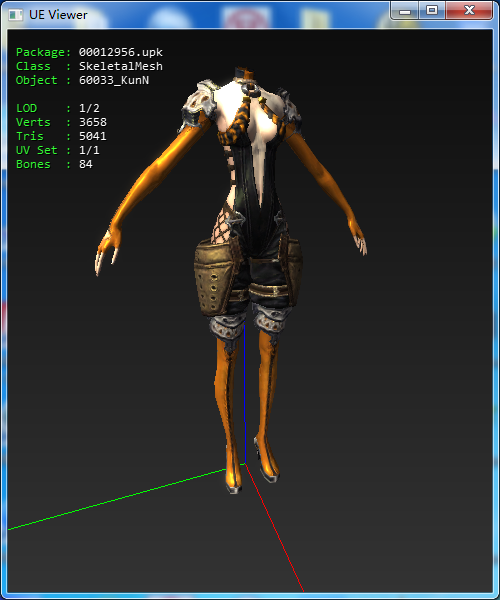 UE Viewer
Package: 00012956.upk
Class : SkeletalMesh
Object : 60033_KunN
LOD : 1/2
Verts : 3658
Tris : 5041
UV Set : 1/1
Bones : 84